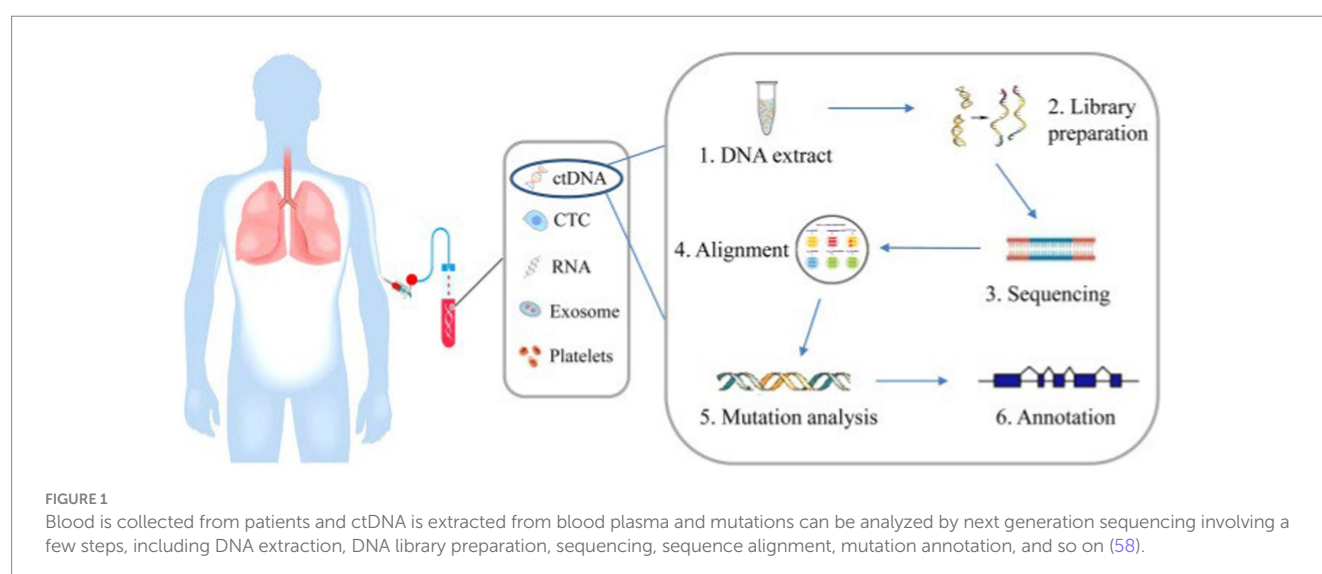 ctDNA
CTC
RNA
Exosome
Platelets
1. DNA extract
2. Library
preparation
3. Sequencing
4. Alignment
5. Mutation analysis
6. Annotation
FIGURE 1
Blood is collected from patients and ctDNA is extracted from blood plasma and mutations can be analyzed by next generation sequencing involving a
few steps, including DNA extraction, DNA library preparation, sequencing, sequence alignment, mutation annotation, and so on (58).